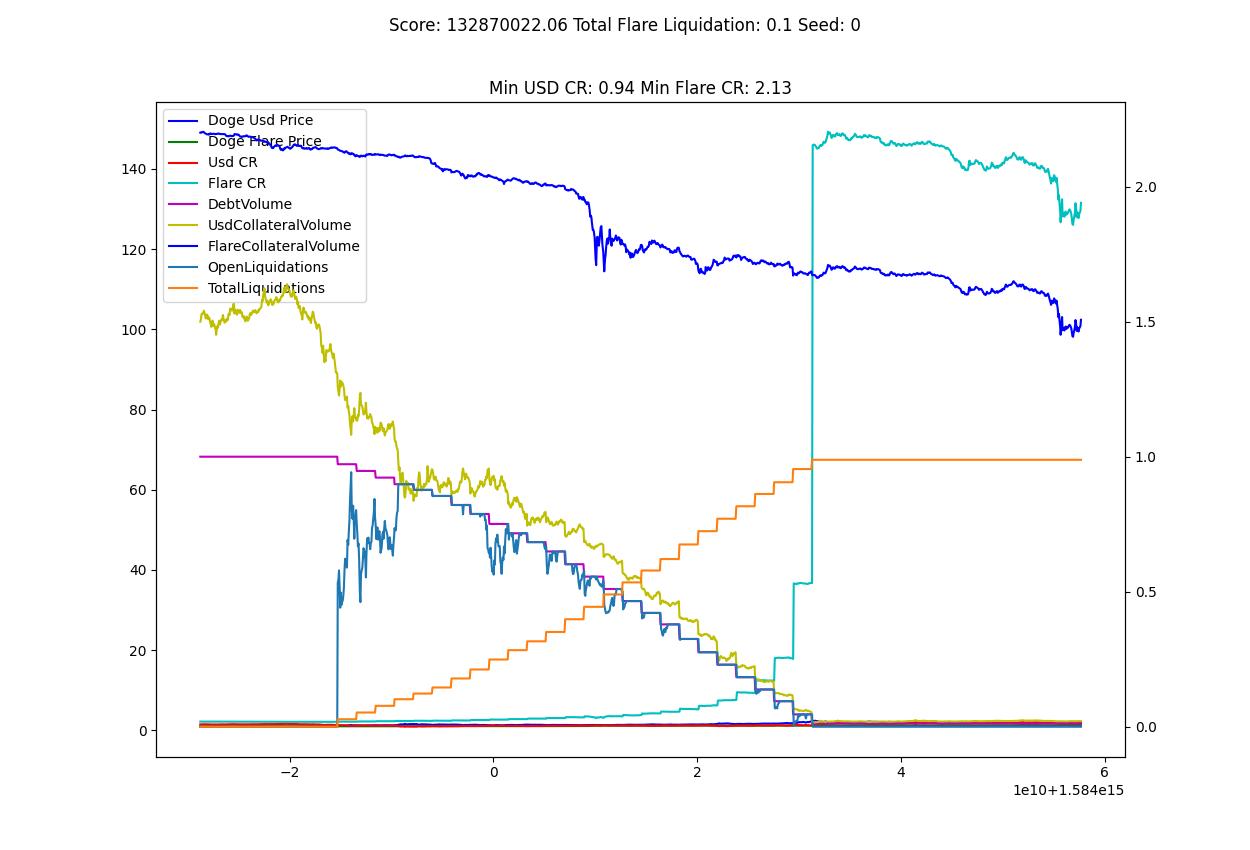 Score: 132870022.06 Total Flare Liquidation: 0.1 Seed: 0
Min USD CR: 0.94 Min Flare CR: 2.13
Doge Usd Price
Doge Flare Price
Usd CR
Flare CR
DebtVolume
UsdCollateralVolume
FlareCollateralVolume
OpenLiquidations
TotalLiquidations
140
120
100
80
60
40
20
0
2.0
1.5
1.0
0.5
0.0
−2
0
2
4
6
1e10+1.584e15